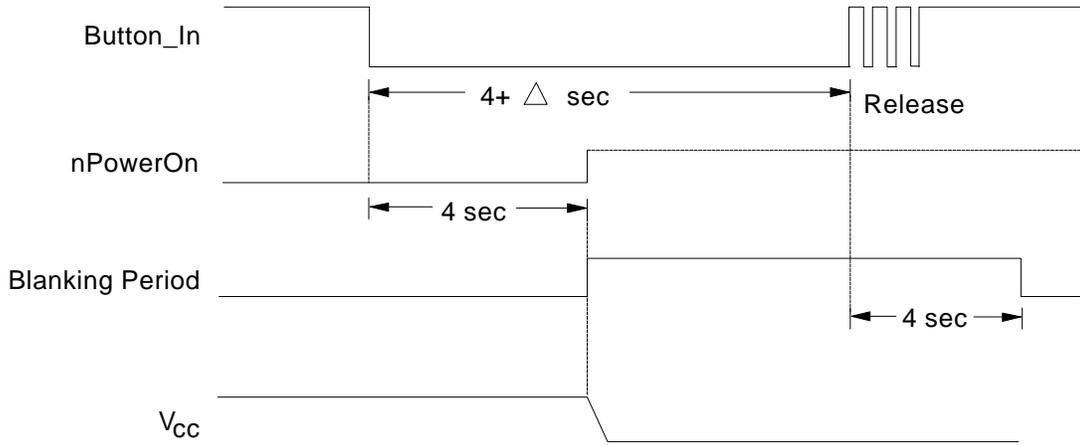 Button_In
4+ △ sec
Release
nPowerOn
4 sec
Blanking Period
4 sec
Vcc